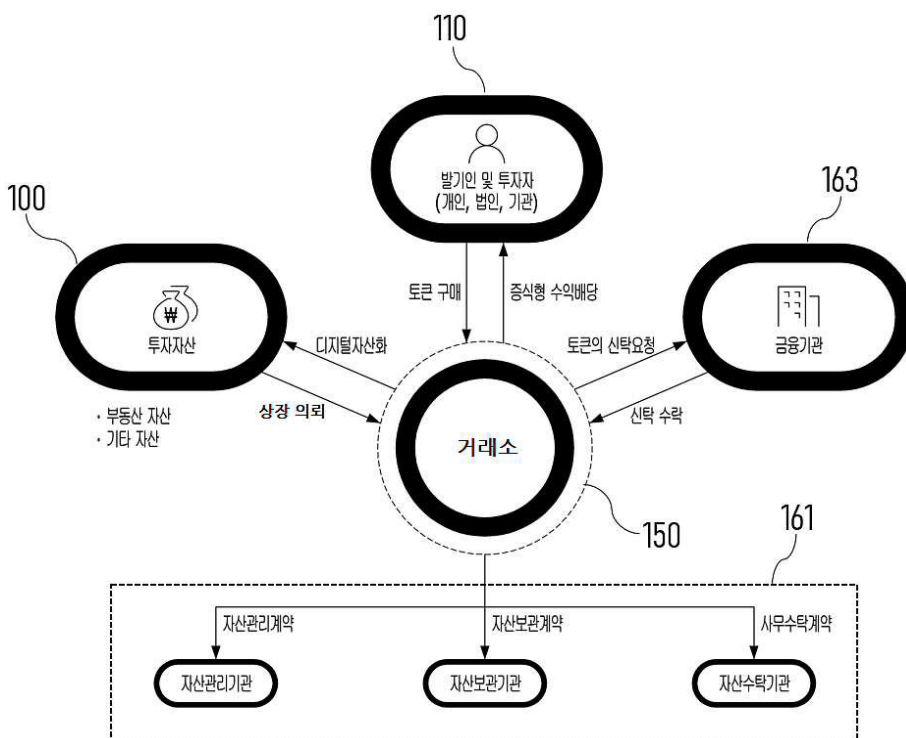 110
발기인 및 투자자
(개인, 법인, 기관)
100
163
₩
투자자산
금융기관
토큰 구매
증식형 수익배당
디지털자산화
토큰의 신탁요청
· 부동산 자산
· 기타 자산
상장 의뢰
신탁 수락
거래소
150
161
자산관리계약
자산보관계약
사무수탁계약
자산관리기관
자산보관기관
자산수탁기관